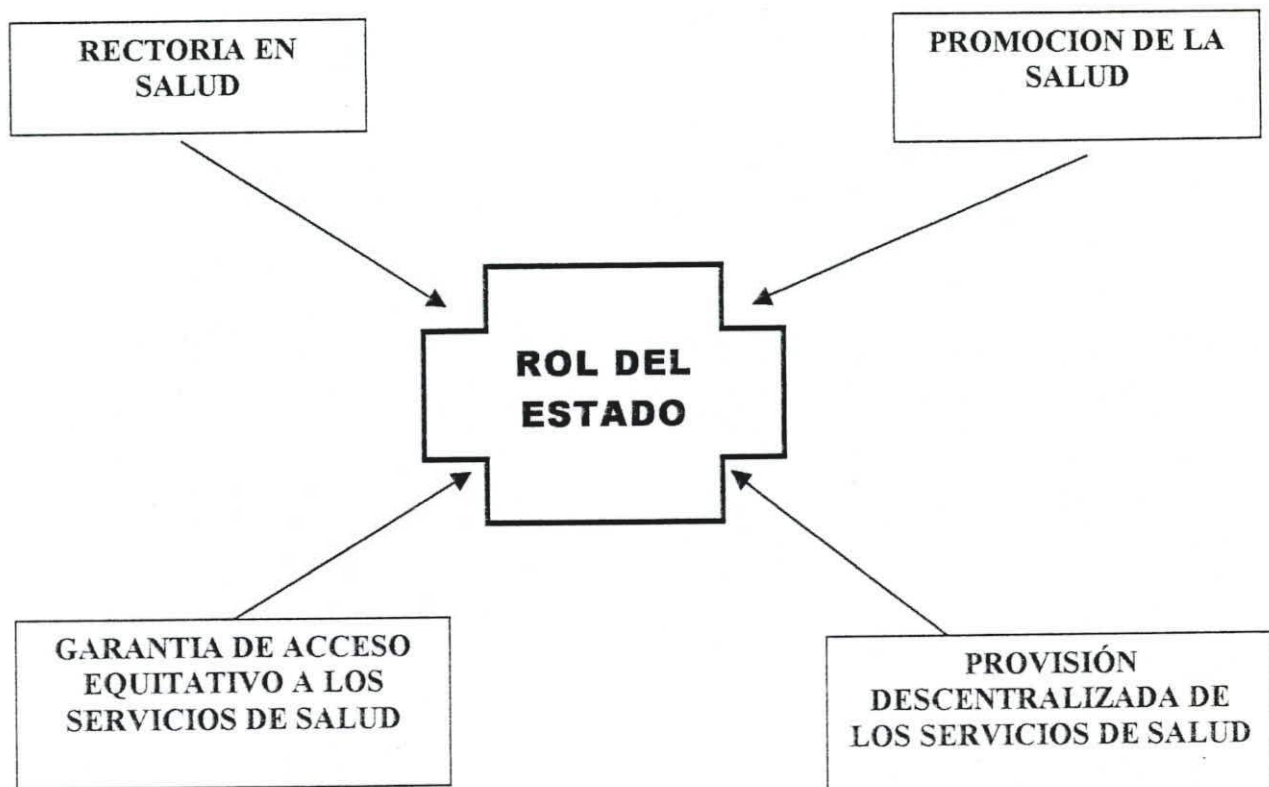 RECTORIA EN
SALUD
PROMOCION DE LA
SALUD
ROL DEL
ESTADO
GARANTIA DE ACCESO
EQUITATIVO A LOS
SERVICIOS DE SALUD
PROVISIÓN
DESCENTRALIZADA DE
LOS SERVICIOS DE SALUD